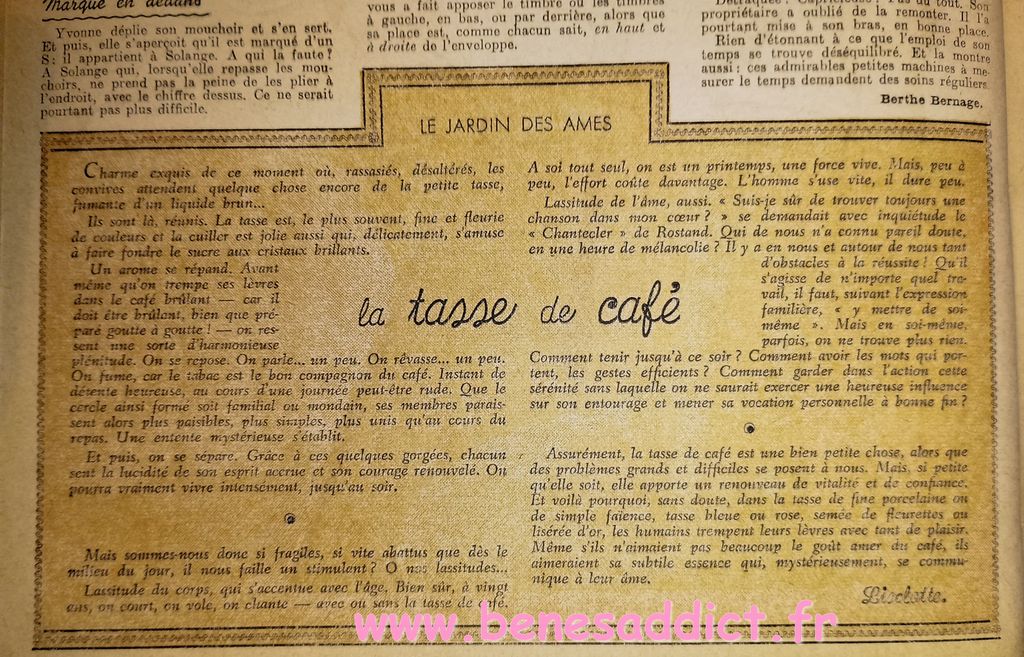 Marque en dedans
Yvonne déplie son mouchoir et s'en sert.
Et puis, elle s'aperçoit qu'il est marqué d'un
S: il appartient à Solange. A qui la faute?
A Solange qui, lorsqu'elle repasse les mou-
choirs, ne prend pas la peine de les plier à
l'endroit, avec le chiffre dessus. Ce ne serait
pourtant pas plus difficile.
vous a fait apposer le timbre ou les timbres
à gauche, en bas, ou par derrière, alors que
sa place est, comme chacun sait, en haut et
à droite de l'enveloppe.
Détraquée? Capricieuse? Pas du tout. Son
propriétaire a oublié de la remonter. Il l'a
pourtant mise à son bras, en bonne place.
Rien d'étonnant à ce que l'emploi de son
temps se trouve déséquilibré. Et la montre
aussi: ces admirables petites machines à me-
surer le temps demandent des soins réguliers.
Berthe Bernage.
LE JARDIN DES AMES
Charme exquis de ce moment où, rassasiés, désaltérés, les
convives attendent quelque chose encore de la petite tasse,
fumante d'un liquide brun...
Ils sont là, réunis. La tasse est, le plus souvent, fine et fleurie
de couleurs et la cuiller est jolie aussi qui, délicatement, s'amuse
à faire fondre le sucre aux cristaux brillants.
Un arome se répand. Avant
même qu'on trempe ses lèvres
dans le café brûlant — car il
doit être brûlant, bien que pré-
paré goutte à goutte! — on res-
sent une sorte d'harmonieuse
plénitude. On se repose. On parle... un peu. On rêvasse... un peu.
On fume, car le tabac est le bon compagnon du café. Instant de
détente heureuse, au cours d'une journée peut-être rude. Que le
cercle ainsi formé soit familial ou mondain, ses membres parais-
sent alors plus paisibles, plus simples, plus unis qu'au cours du
repas. Une entente mystérieuse s'établit.
Et puis, on se sépare. Grâce à ces quelques gorgées, chacun
sent la lucidité de son esprit accrue et son courage renouvelé. On
pourra vraiment vivre intensément, jusqu'au soir.
Mais sommes-nous donc si fragiles, si vite abattus que dès le
milieu du jour, il nous faille un stimulant? O nos lassitudes...
Lassitude du corps, qui s'accentue avec l'âge. Bien sûr, à vingt
ans, on court, on vole, on chante — avec ou sans la tasse de café.
la tasse de café
A soi tout seul, on est un printemps, une force vive. Mais, peu à
peu, l'effort coûte davantage. L'homme s'use vite, il dure peu.
Lassitude de l'âme, aussi. « Suis-je sûr de trouver toujours une
chanson dans mon cœur? » se demandait avec inquiétude le
« Chantecler » de Rostand. Qui de nous n'a connu pareil doute,
en une heure de mélancolie? Il y a en nous et autour de nous tant
d'obstacles à la réussite! Qu'il
s'agisse de n'importe quel tra-
vail, il faut, suivant l'expression
familière, « y mettre de soi-
même ». Mais en soi-même,
parfois, on ne trouve plus rien.
Comment tenir jusqu'à ce soir? Comment avoir les mots qui por-
tent, les gestes efficients? Comment garder dans l'action cette
sérénité sans laquelle on ne saurait exercer une heureuse influence
sur son entourage et mener sa vocation personnelle à bonne fin?
Assurément, la tasse de café est une bien petite chose, alors que
des problèmes grands et difficiles se posent à nous. Mais, si petite
qu'elle soit, elle apporte un renouveau de vitalité et de confiance.
Et voilà pourquoi, sans doute, dans la tasse de fine porcelaine ou
de simple faïence, tasse bleue ou rose, semée de fleurettes ou
lisérée d'or, les humains trempent leurs lèvres avec tant de plaisir.
Même s'ils n'aimaient pas beaucoup le goût amer du café, ils
aimeraient sa subtile essence qui, mystérieusement, se commu-
nique à leur âme.
Liselotte.
www.benesaddict.fr